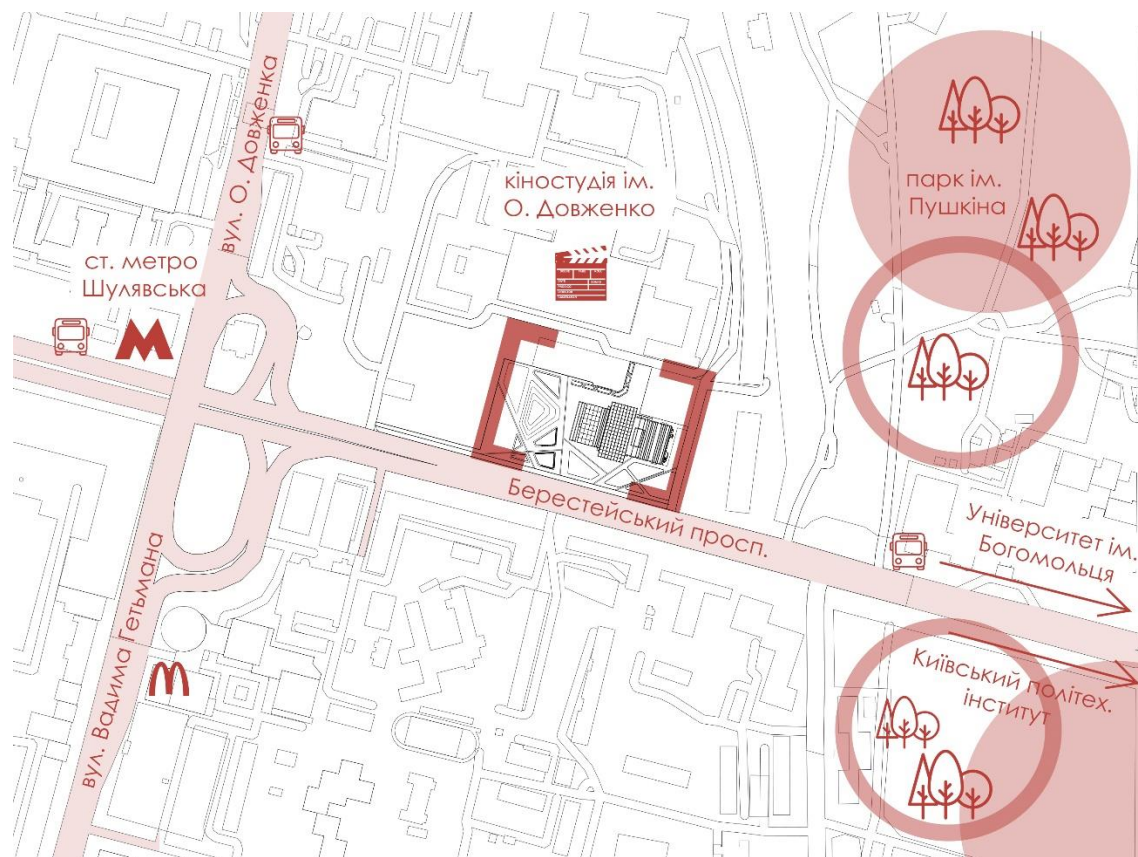 вул. О. Довженка
кіностудія ім.
О. Довженко
парк ім.
Пушкіна
ст. метро
Шулявська
Берестейський просп.
Університет ім.
Богомольця
вул. Вадима Гетьмана
Київський політех.
інститут